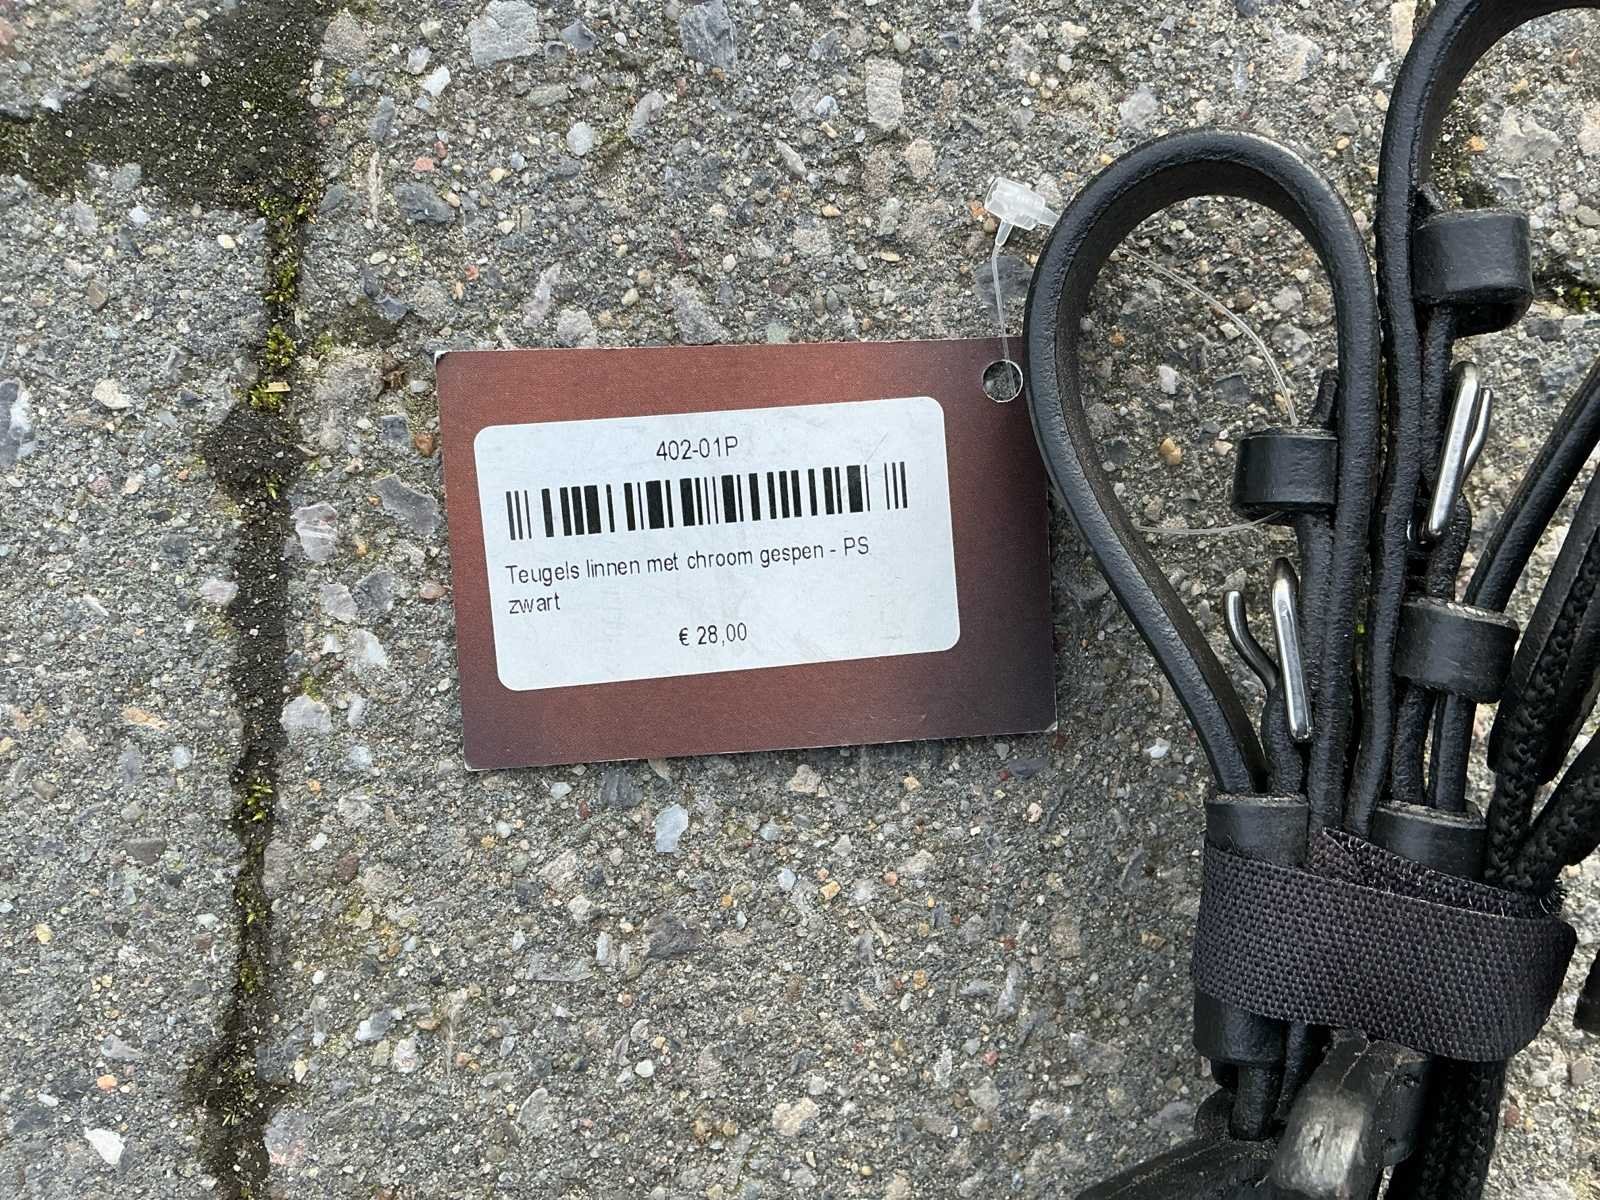 402-01P
Teugels linnen met chroom gespen - PS
zwart
€ 28,00